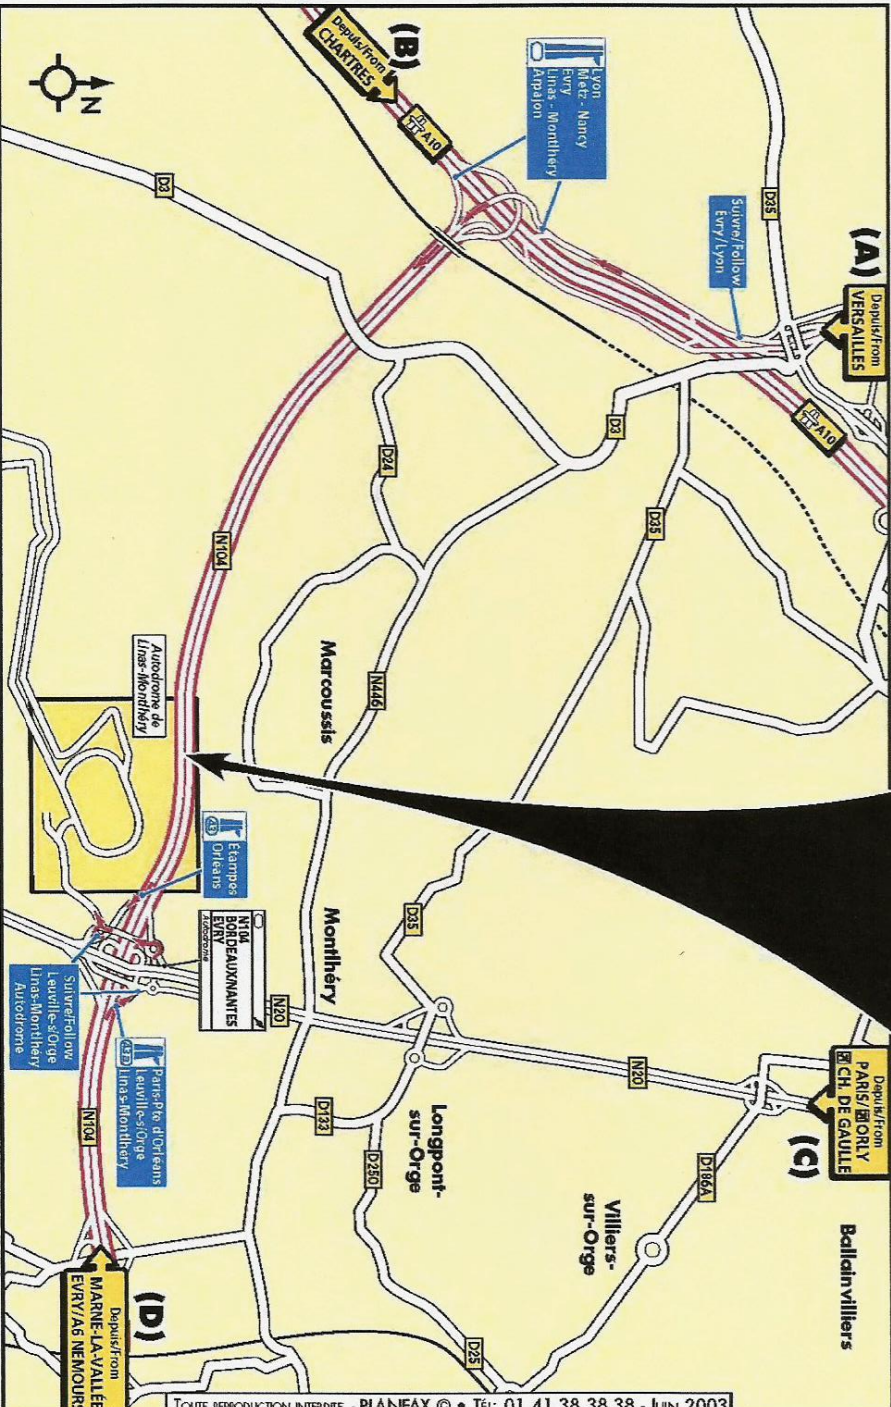 (B)
Depuis/From
CHARTRES
A10
Lyon
Metz - Nancy
Evry
Linas - Montlhéry
Arpajon
N
D3
D35
(A)
Depuis/From
VERSAILLES
Suivre/Follow
Evry/Lyon
A10
D3
D24
D35
N104
Marcoussis
N446
Autodrome de
Linas-Montlhéry
Étampes
Orléans
43
N104
BORDEAUX/NANTES
EVRY
Autodrome
Montlhéry
D35
N20
N20
Suivre/Follow
Leuville-s/Orge
Linas-Montlhéry
Autodrome
Paris-Pte d'Orléans
Leuville-s/Orge
Linas-Montlhéry
N104
D133
D250
Longpont-
sur-Orge
D186A
Villiers-
sur-Orge
Depuis/From
PARIS/ORLY
CH. DE GAULLE
(C)
Ballainvilliers
D25
(D)
Depuis/From
MARNE-LA-VALLÉE
EVRY/A6 NEMOURS
TOUTE REPRODUCTION INTERDITE - PLANIFAX © • TÉL: 01 41 38 38 38 - JUIN 2003